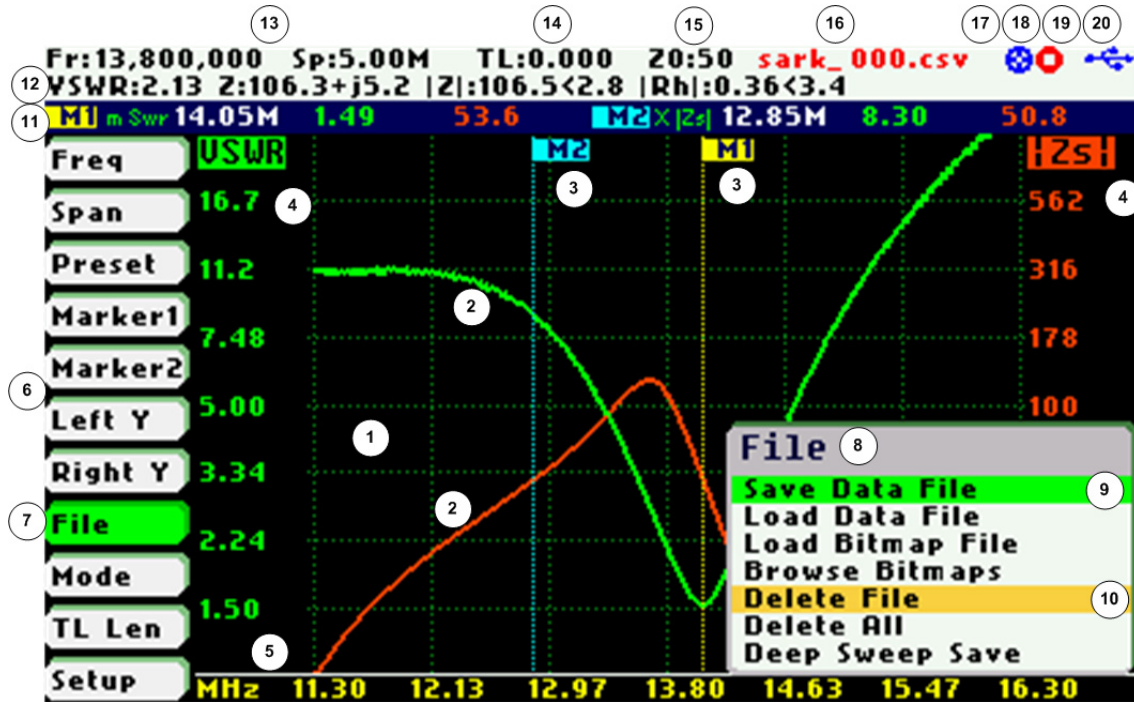 13 14 15 16 17 18 19 20
Fr:13,800,000 Sp:5.00M TL:0.000 Z0:50 sark_000.csv
12 VSWR:2.13 Z:106.3+j5.2 |Z|:106.5<2.8 |Rh|:0.36<3.4
11 M1 m Swr 14.05M 1.49 53.6 M2 X |Zs| 12.85M 8.30 50.8
Freq VSWR M2 M1 |Zs|
3 3
Span 16.7 4 562 4
Preset 11.2 316
2
Marker1
7.48 178
Marker2
6
Left Y 5.00 100
1 File 8
Right Y 3.34
Save Data File 9
7 File 2 Load Data File
2.24 Load Bitmap File
Mode Browse Bitmaps
1.50 Delete File 10
TL Len Delete All
5 Deep Sweep Save
Setup
MHz 11.30 12.13 12.97 13.80 14.63 15.47 16.30